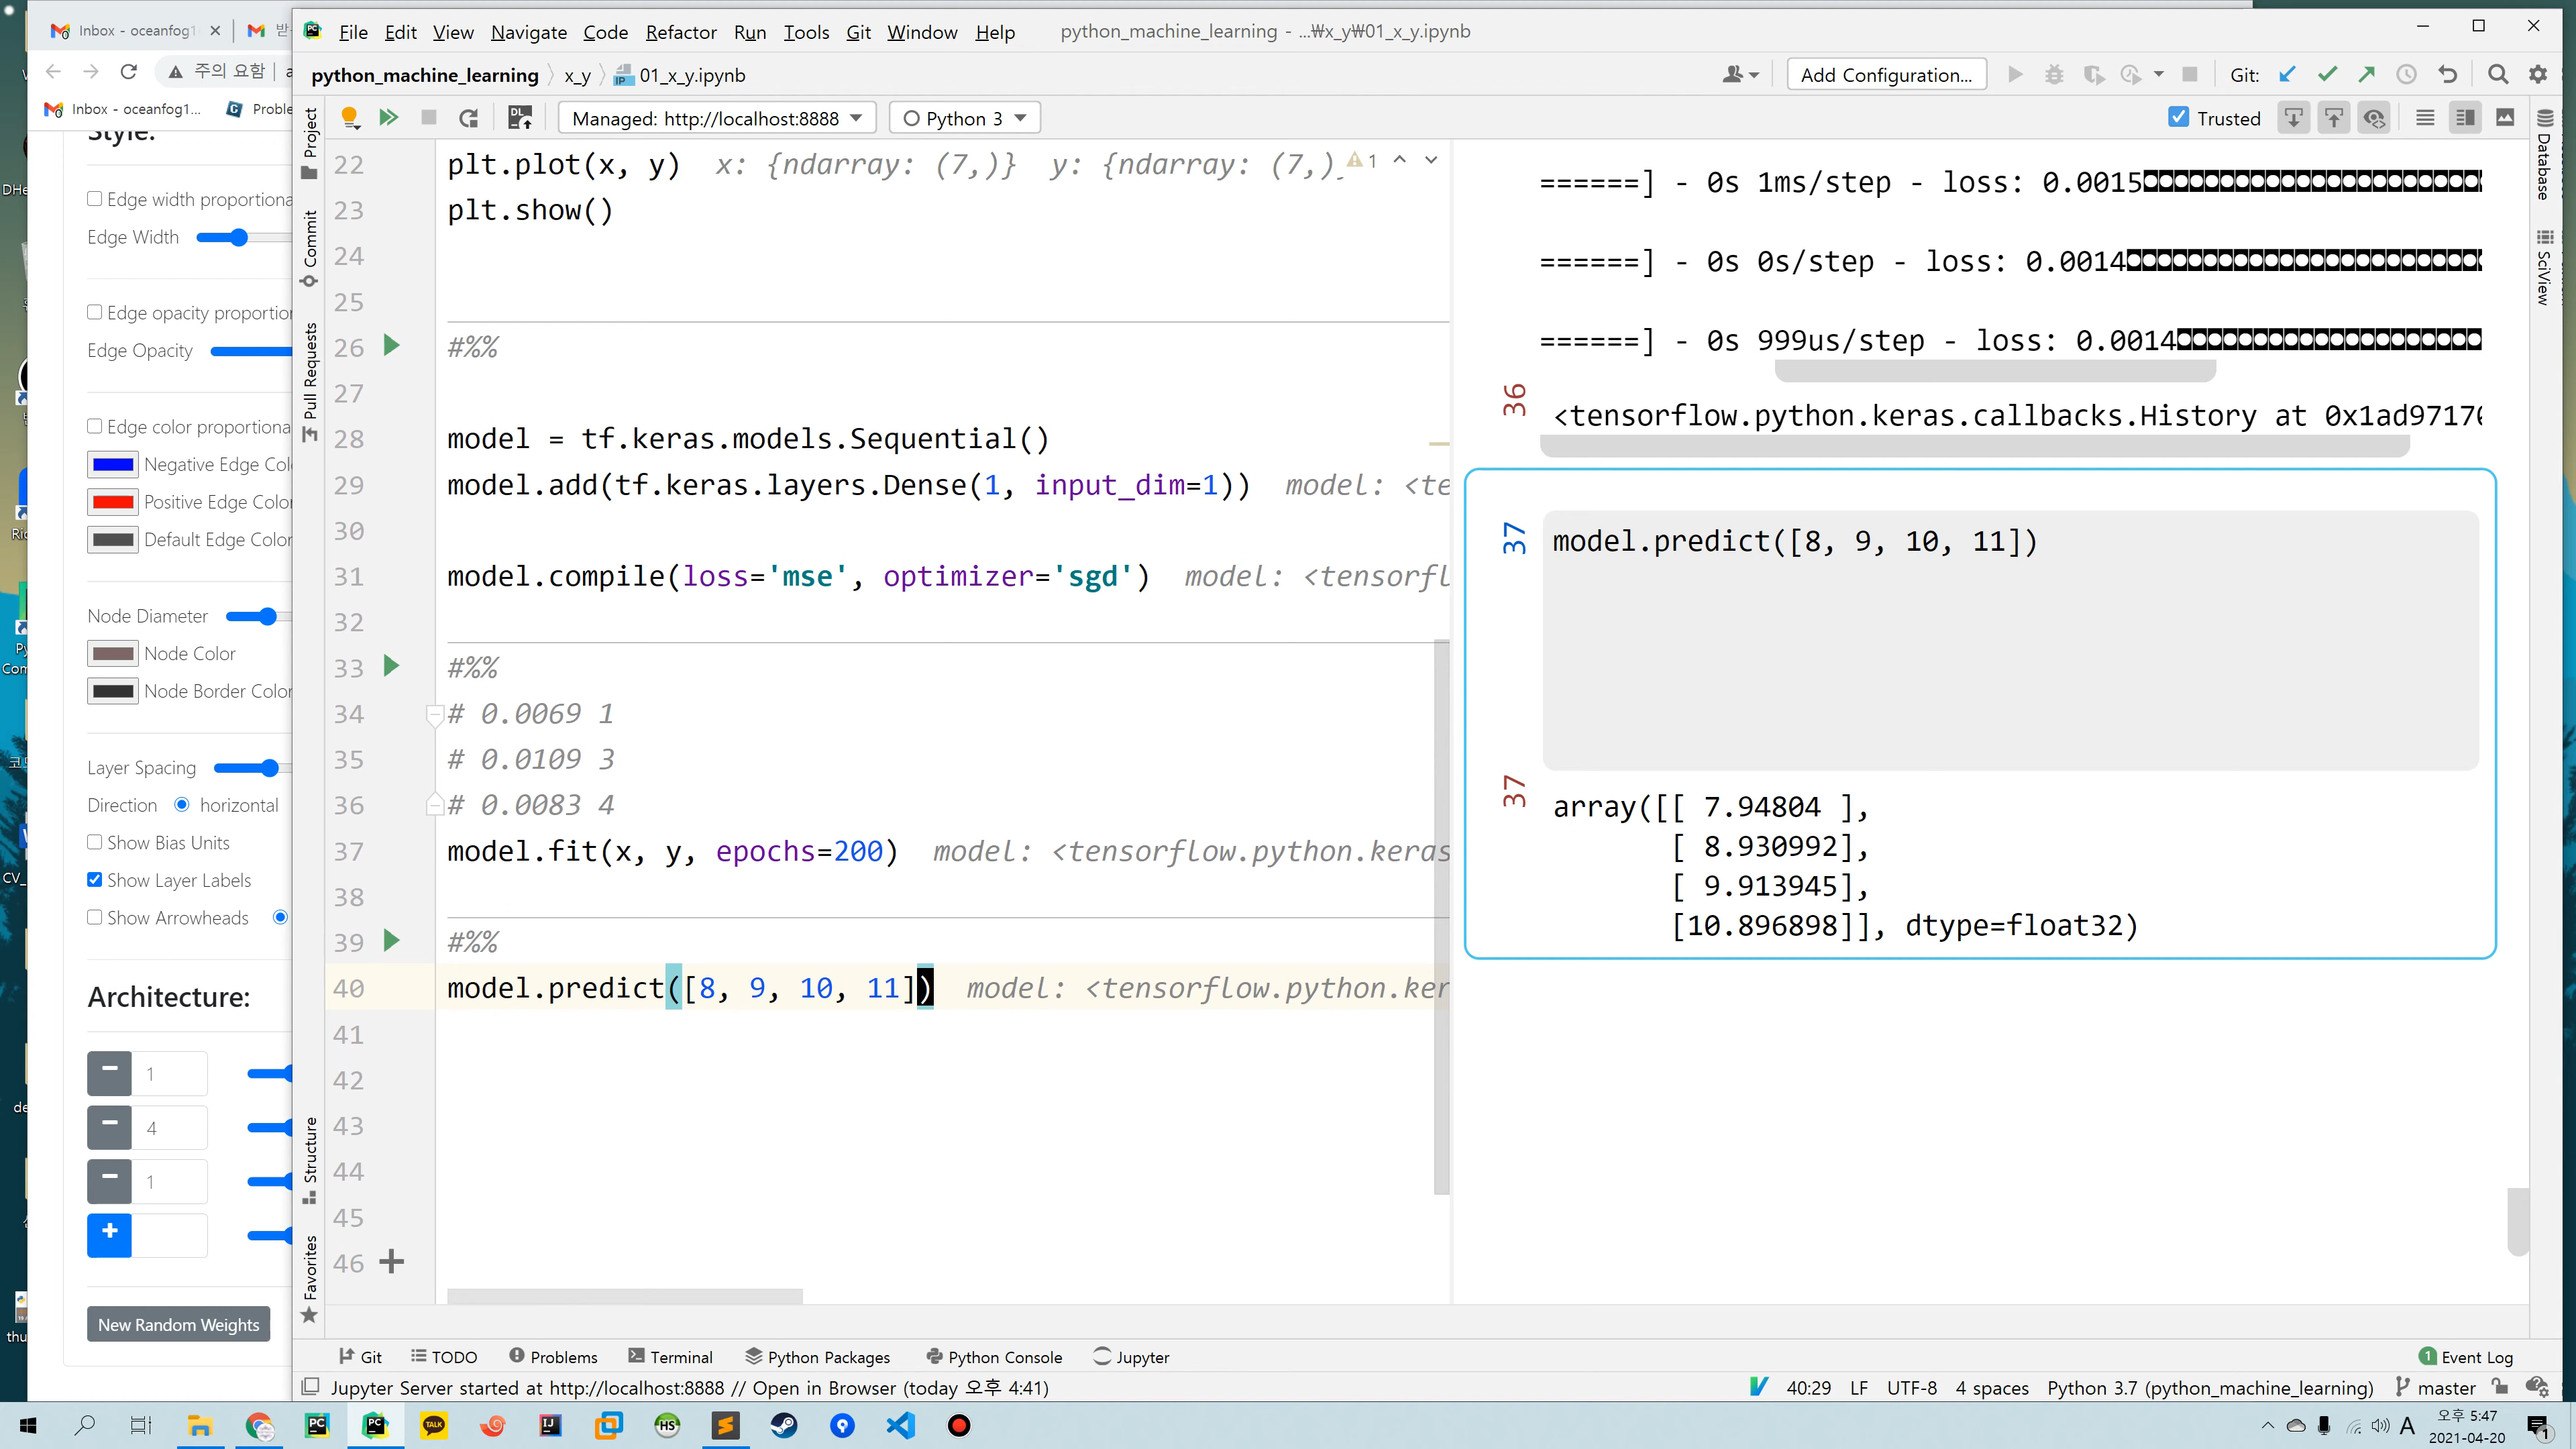 Inbox - oceanfog1
File Edit View Navigate Code Refactor Run Tools Git Window Help python_machine_learning - ...₩x_y₩01_x_y.ipynb
주의 요함
python_machine_learning x_y 01_x_y.ipynb
Add Configuration... Git:
Inbox - oceanfog1... Proble
Managed: http://localhost:8888 Python 3 Trusted
Style:
Edge width proportiona
Edge Width
Edge opacity proportion
Edge Opacity
Edge color proportiona
Negative Edge Col
Positive Edge Color
Default Edge Color
Node Diameter
Node Color
Node Border Color
Layer Spacing
Direction horizontal
Show Bias Units
Show Layer Labels
Show Arrowheads
Architecture:
1
4
1
New Random Weights
Project
Commit
Pull Requests
Structure
Favorites
22 plt.plot(x, y) x: {ndarray: (7,)} y: {ndarray: (7,) 1
23 plt.show()
24
25
26 #%%
27
28 model = tf.keras.models.Sequential()
29 model.add(tf.keras.layers.Dense(1, input_dim=1)) model: <te
30
31 model.compile(loss='mse', optimizer='sgd') model: <tensorfl
32
33 #%%
34 # 0.0069 1
35 # 0.0109 3
36 # 0.0083 4
37 model.fit(x, y, epochs=200) model: <tensorflow.python.keras
38
39 #%%
40 model.predict([8, 9, 10, 11]) model: <tensorflow.python.ker
41
42
43
44
45
46
======] - 0s 1ms/step - loss: 0.0015
======] - 0s 0s/step - loss: 0.0014
======] - 0s 999us/step - loss: 0.0014
36
<tensorflow.python.keras.callbacks.History at 0x1ad97170
37
model.predict([8, 9, 10, 11])
37
array([[ 7.94804 ],
[ 8.930992],
[ 9.913945],
[10.896898]], dtype=float32)
Database
SciView
Git TODO Problems Terminal Python Packages Python Console Jupyter 1 Event Log
Jupyter Server started at http://localhost:8888 // Open in Browser (today 오후 4:41) 40:29 LF UTF-8 4 spaces Python 3.7 (python_machine_learning) master
A 오후 5:47
2021-04-20